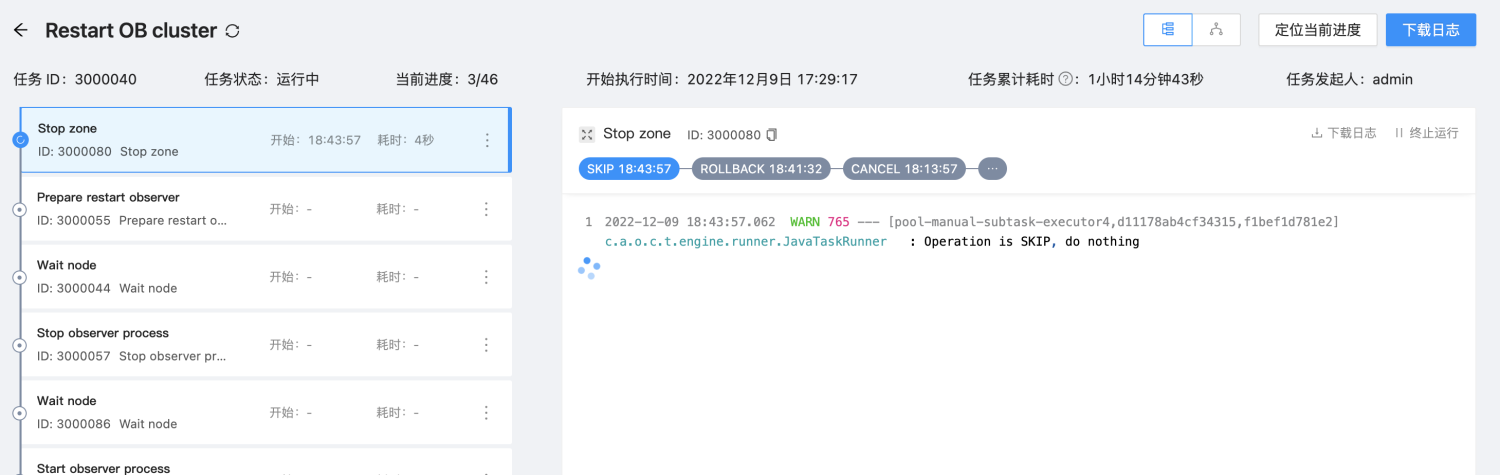 Restart OB cluster
定位当前进度
下载日志
任务 ID：3000040
任务状态：运行中
当前进度：3/46
开始执行时间：2022年12月9日 17:29:17
任务累计耗时 ?：1小时14分钟43秒
任务发起人：admin
Stop zone
开始：18:43:57 耗时：4秒
ID: 3000080 Stop zone
Prepare restart observer
开始：- 耗时：-
ID: 3000055 Prepare restart o...
Wait node
开始：- 耗时：-
ID: 3000044 Wait node
Stop observer process
开始：- 耗时：-
ID: 3000057 Stop observer pr...
Wait node
开始：- 耗时：-
ID: 3000086 Wait node
Start observer process
Stop zone ID: 3000080
下载日志 终止运行
SKIP 18:43:57 ROLLBACK 18:41:32 CANCEL 18:13:57 ...
1 2022-12-09 18:43:57.062 WARN 765 --- [pool-manual-subtask-executor4,d11178ab4cf34315,f1bef1d781e2]
c.a.o.c.t.engine.runner.JavaTaskRunner : Operation is SKIP, do nothing